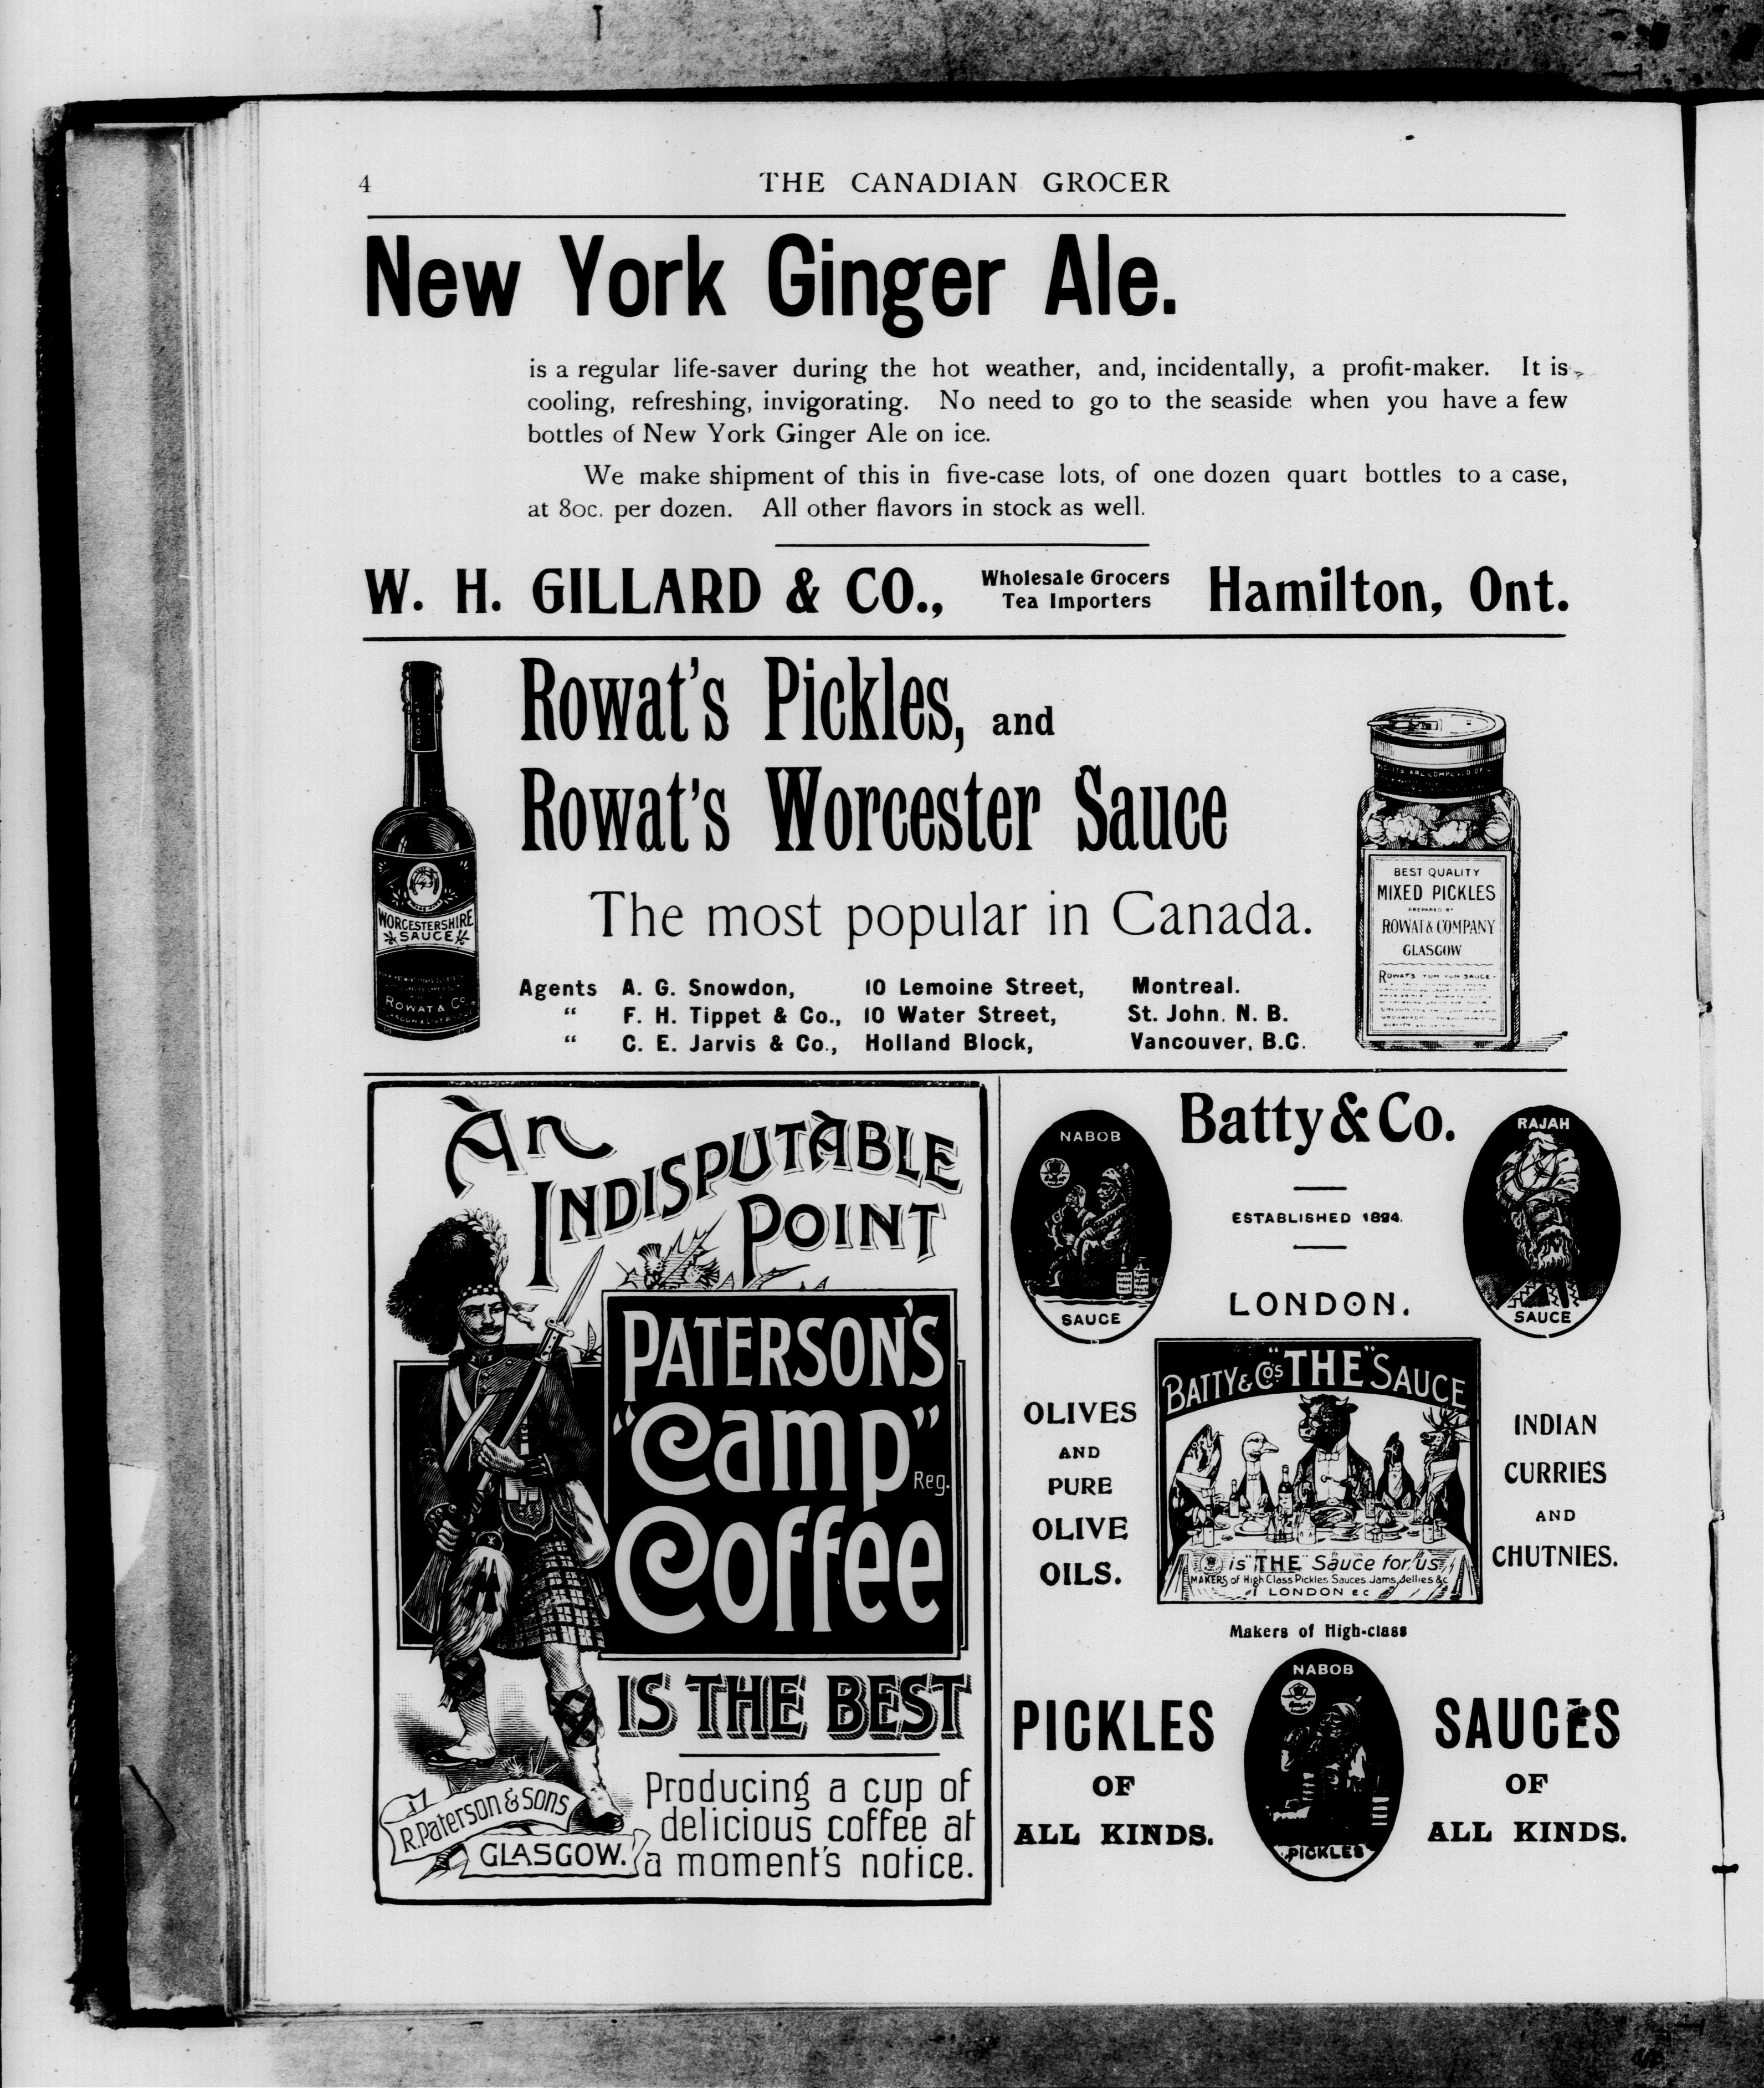 4
THE CANADIAN GROCER
New York Ginger Ale.
is a regular life-saver during the hot weather, and, incidentally, a profit-maker. It is
cooling, refreshing, invigorating. No need to go to the seaside when you have a few
bottles of New York Ginger Ale on ice.
We make shipment of this in five-case lots, of one dozen quart bottles to a case,
at 80c. per dozen. All other flavors in stock as well.
W. H. GILLARD & CO.,
Wholesale Grocers
Tea Importers
Hamilton, Ont.
Rowat's Pickles, and
Rowat's Worcester Sauce
The most popular in Canada.
Agents A. G. Snowdon, 10 Lemoine Street, Montreal.
" F. H. Tippet & Co., 10 Water Street, St. John, N. B.
" C. E. Jarvis & Co., Holland Block, Vancouver, B.C.
WORCESTERSHIRE
SAUCE
ROWAT & CO.
PICKLES ARE COMPOSED OF
BEST QUALITY
MIXED PICKLES
PREPARED BY
ROWAT & COMPANY
GLASGOW
ROWAT'S YUM YUM SAUCE
An
INDISPUTABLE
POINT
PATERSON'S
"Camp"
Reg.
Coffee
IS THE BEST
Producing a cup of
delicious coffee at
a moment's notice.
R. Paterson & Sons
GLASGOW.
Batty & Co.
ESTABLISHED 1824.
LONDON.
NABOB
SAUCE
RAJAH
SAUCE
OLIVES
AND
PURE
OLIVE
OILS.
BATTY & Co's "THE" SAUCE
is "THE" Sauce for us
MAKERS of High Class Pickles Sauces Jams Jellies &c
LONDON E C
INDIAN
CURRIES
AND
CHUTNIES.
Makers of High-class
PICKLES
OF
ALL KINDS.
NABOB
PICKLES
SAUCES
OF
ALL KINDS.